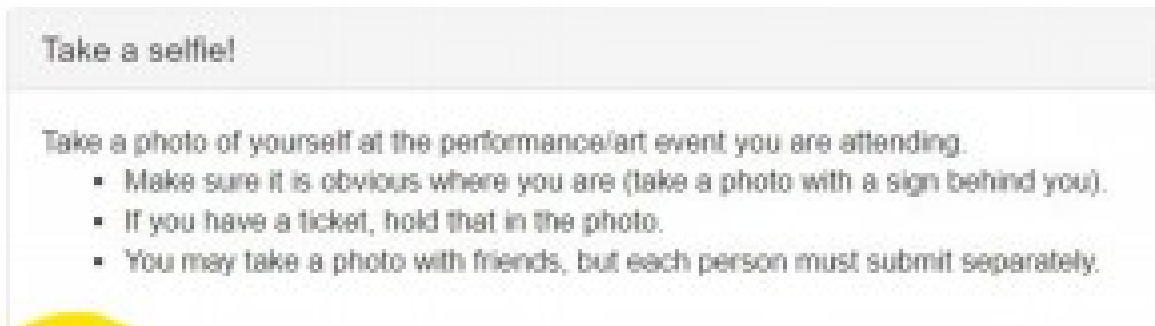 Take a selfie!
Take a photo of yourself at the performance/art event you are attending.
▪ Make sure it is obvious where you are (take a photo with a sign behind you).
▪ If you have a ticket, hold that in the photo.
▪ You may take a photo with friends, but each person must submit separately.